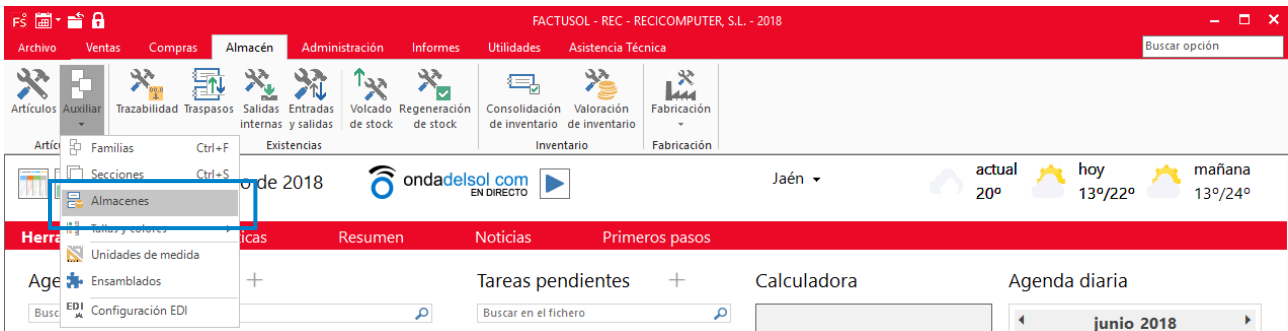 FS
FACTUSOL - REC - RECICOMPUTER, S.L. - 2018
Archivo Ventas Compras Almacén Administración Informes Utilidades Asistencia Técnica Buscar opción
Artículos Auxiliar Trazabilidad Traspasos Salidas internas Entradas y salidas Volcado de stock Regeneración de stock Consolidación de inventario Valoración de inventario Fabricación
Existencias Inventario Fabricación
Familias Ctrl+F
Secciones Ctrl+S
Almacenes
Tallas y colores
Unidades de medida
Ensamblados
EDI Configuración EDI
de 2018
ondadelsol com
EN DIRECTO
Jaén
actual
20º
hoy
13º/22º
mañana
13º/24º
Resumen Noticias Primeros pasos
Tareas pendientes
Calculadora
Agenda diaria
Buscar en el fichero
junio 2018